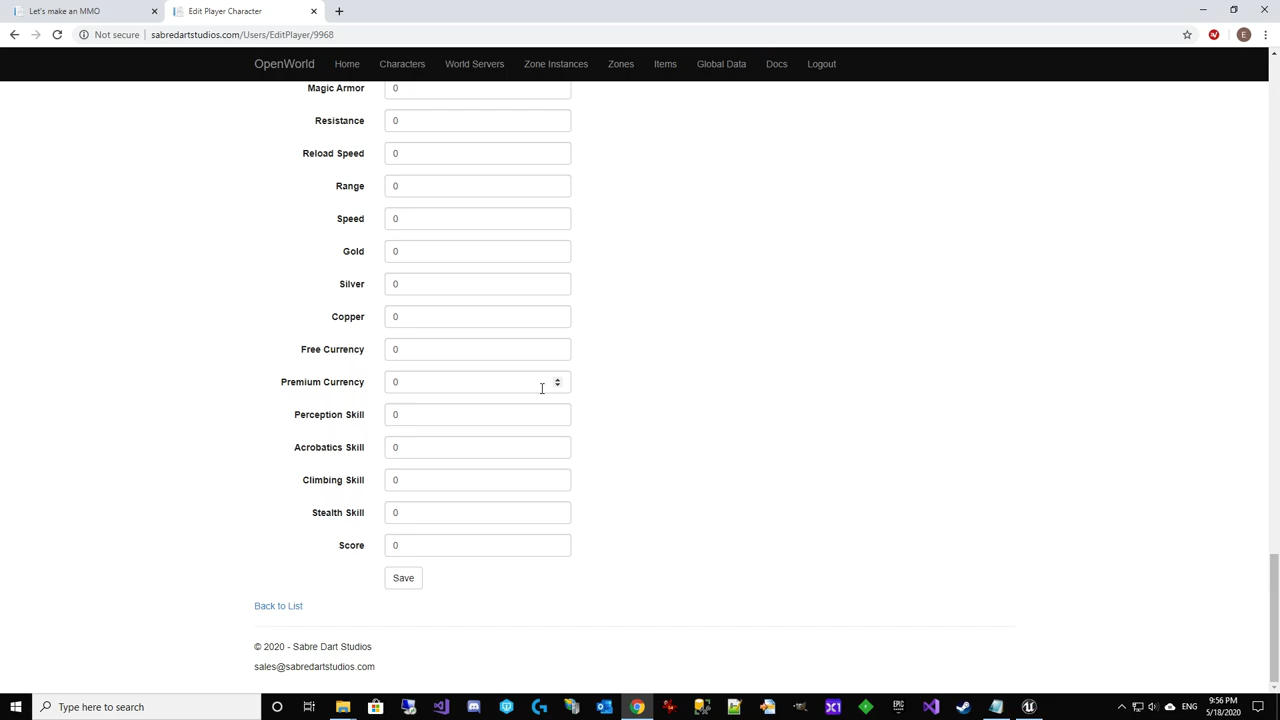 Let's make an MMO
Edit Player Character
Not secure | sabredartstudios.com/Users/EditPlayer/9968
E
OpenWorld Home Characters World Servers Zone Instances Zones Items Global Data Docs Logout
Magic Armor 0
Resistance 0
Reload Speed 0
Range 0
Speed 0
Gold 0
Silver 0
Copper 0
Free Currency 0
Premium Currency 0
Perception Skill 0
Acrobatics Skill 0
Climbing Skill 0
Stealth Skill 0
Score 0
Save
Back to List
© 2020 - Sabre Dart Studios
sales@sabredartstudios.com
Type here to search
ENG
9:56 PM
5/18/2020